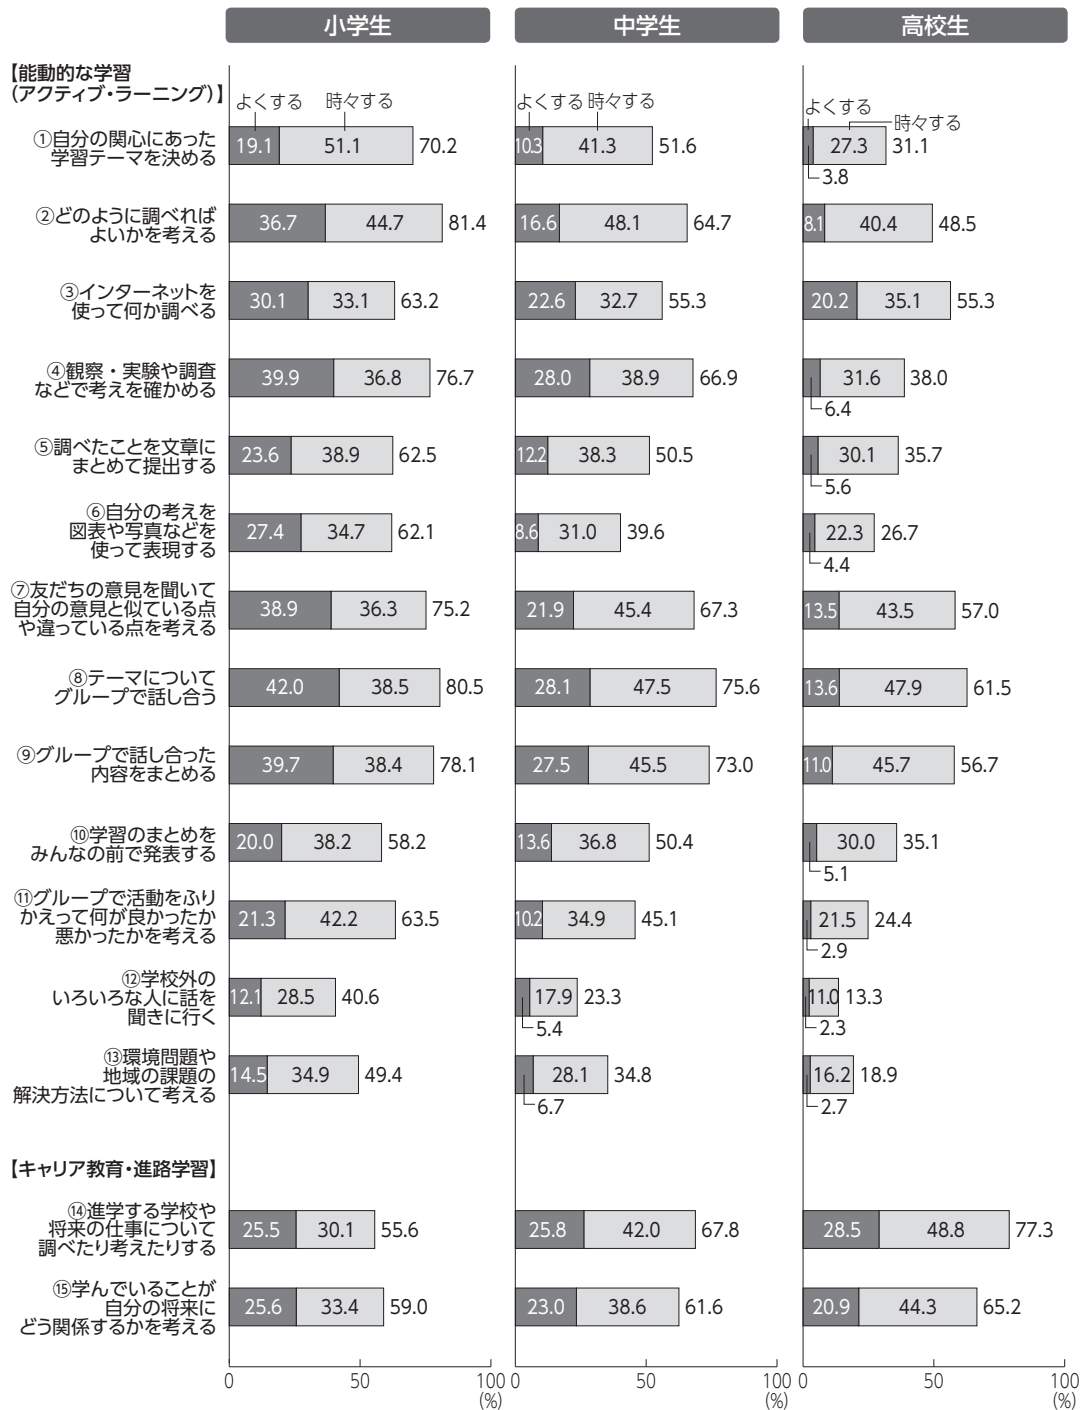 小学生 中学生 高校生
【能動的な学習
(アクティブ・ラーニング)】
よくする 時々する よくする 時々する よくする 時々する
①自分の関心にあった
学習テーマを決める
19.1 51.1 70.2 10.3 41.3 51.6 27.3 31.1
3.8
②どのように調べれば
よいかを考える
36.7 44.7 81.4 16.6 48.1 64.7 8.1 40.4 48.5
③インターネットを
使って何か調べる
30.1 33.1 63.2 22.6 32.7 55.3 20.2 35.1 55.3
④観察・実験や調査
などで考えを確かめる
39.9 36.8 76.7 28.0 38.9 66.9 31.6 38.0
6.4
⑤調べたことを文章に
まとめて提出する
23.6 38.9 62.5 12.2 38.3 50.5 30.1 35.7
5.6
⑥自分の考えを
図表や写真などを
使って表現する
27.4 34.7 62.1 8.6 31.0 39.6 22.3 26.7
4.4
⑦友だちの意見を聞いて
自分の意見と似ている点
や違っている点を考える
38.9 36.3 75.2 21.9 45.4 67.3 13.5 43.5 57.0
⑧テーマについて
グループで話し合う
42.0 38.5 80.5 28.1 47.5 75.6 13.6 47.9 61.5
⑨グループで話し合った
内容をまとめる
39.7 38.4 78.1 27.5 45.5 73.0 11.0 45.7 56.7
⑩学習のまとめを
みんなの前で発表する
20.0 38.2 58.2 13.6 36.8 50.4 30.0 35.1
5.1
⑪グループで活動をふり
かえって何が良かったか
悪かったかを考える
21.3 42.2 63.5 10.2 34.9 45.1 21.5 24.4
2.9
⑫学校外の
いろいろな人に話を
聞きに行く
12.1 28.5 40.6 17.9 23.3 11.0 13.3
5.4 2.3
⑬環境問題や
地域の課題の
解決方法について考える
14.5 34.9 49.4 28.1 34.8 16.2 18.9
6.7 2.7
【キャリア教育・進路学習】
⑭進学する学校や
将来の仕事について
調べたり考えたりする
25.5 30.1 55.6 25.8 42.0 67.8 28.5 48.8 77.3
⑮学んでいることが
自分の将来に
どう関係するかを考える
25.6 33.4 59.0 23.0 38.6 61.6 20.9 44.3 65.2
0 50 100 0 50 100 0 50 100
(%) (%) (%)